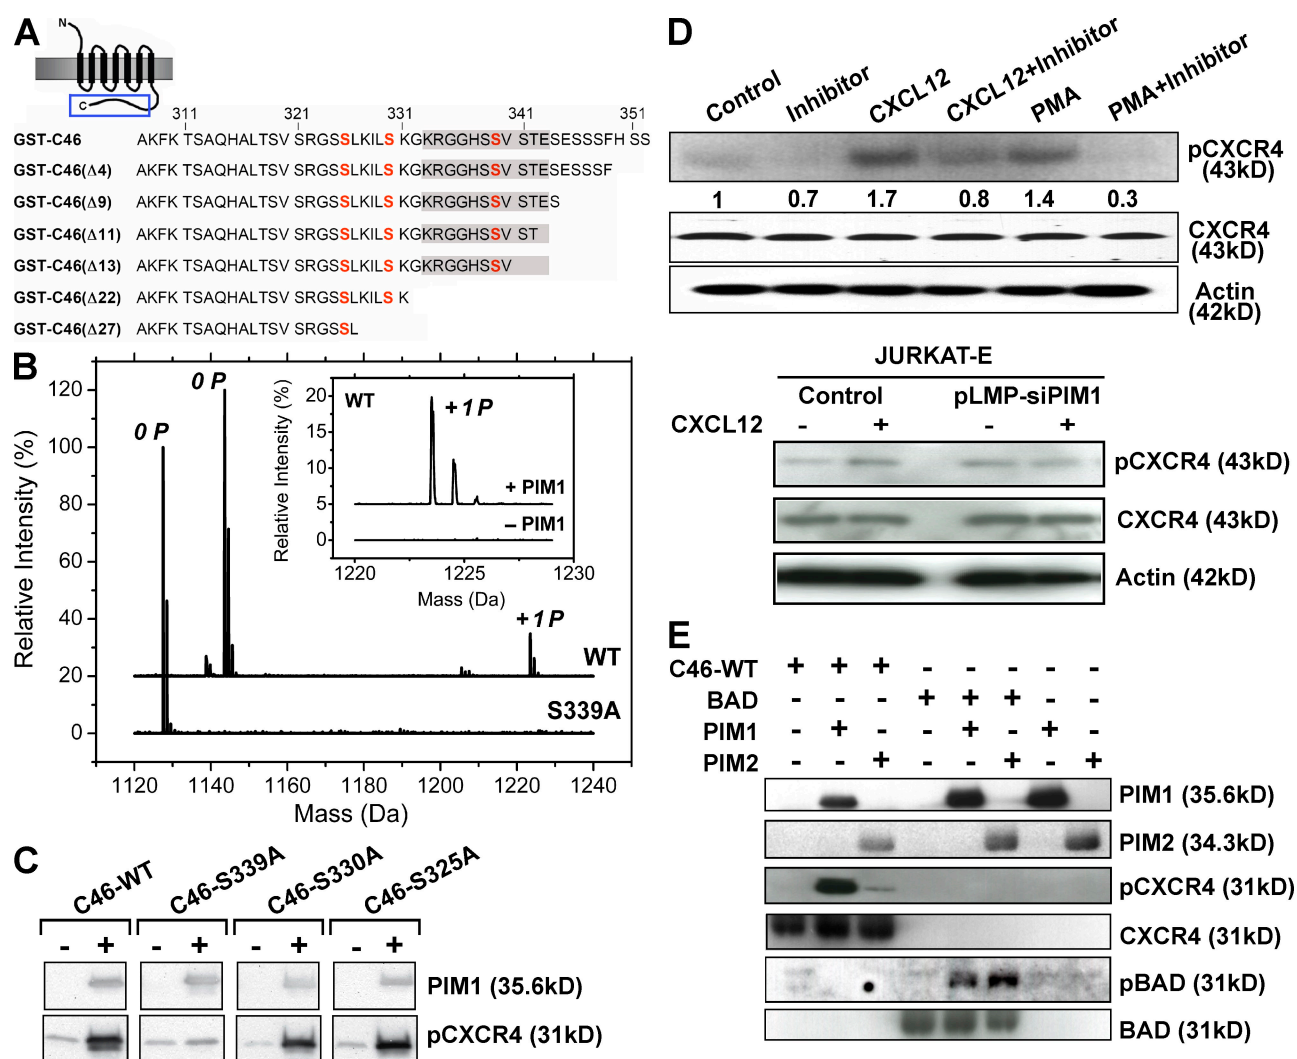 A
N
C
311 321 331 341 351
GST-C46 AKFK TSAQHALTSV SRGSSLKILS KGKRGGHSSV STESESSSFH SS
GST-C46(Δ4) AKFK TSAQHALTSV SRGSSLKILS KGKRGGHSSV STESESSSF
GST-C46(Δ9) AKFK TSAQHALTSV SRGSSLKILS KGKRGGHSSV STES
GST-C46(Δ11) AKFK TSAQHALTSV SRGSSLKILS KGKRGGHSSV ST
GST-C46(Δ13) AKFK TSAQHALTSV SRGSSLKILS KGKRGGHSSV
GST-C46(Δ22) AKFK TSAQHALTSV SRGSSLKILS K
GST-C46(Δ27) AKFK TSAQHALTSV SRGSSL
B
Relative Intensity (%)
120
100
80
60
40
20
0
0 P
0 P
+1 P
WT
S339A
1120 1140 1160 1180 1200 1220 1240
Mass (Da)
Relative Intensity (%)
20
15
10
5
0
WT
+1 P
+ PIM1
– PIM1
1220 1225 1230
Mass (Da)
C
C46-WT C46-S339A C46-S330A C46-S325A
- + - + - + - +
PIM1 (35.6kD)
pCXCR4 (31kD)
D
Control Inhibitor CXCL12 CXCL12+Inhibitor PMA PMA+Inhibitor
pCXCR4
(43kD)
1 0.7 1.7 0.8 1.4 0.3
CXCR4
(43kD)
Actin
(42kD)
JURKAT-E
Control pLMP-siPIM1
CXCL12 - + - +
pCXCR4 (43kD)
CXCR4 (43kD)
Actin (42kD)
E
C46-WT + + + - - - - -
BAD - - - + + + - -
PIM1 - + - - + - + -
PIM2 - - + - - + - +
PIM1 (35.6kD)
PIM2 (34.3kD)
pCXCR4 (31kD)
CXCR4 (31kD)
pBAD (31kD)
BAD (31kD)